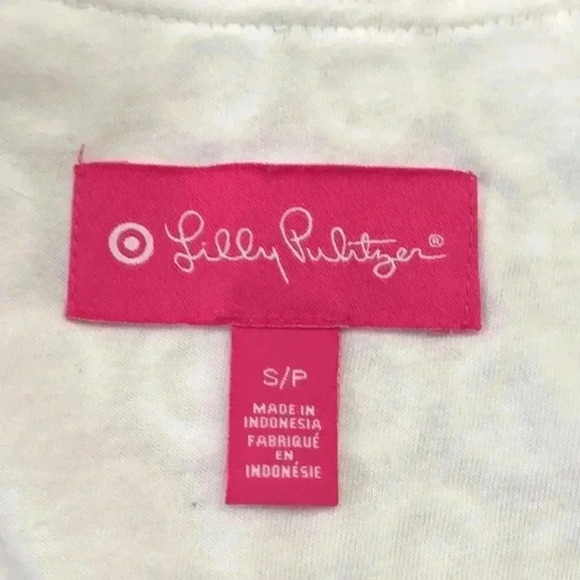 Lilly Pulitzer®
S/P
MADE IN
INDONESIA
FABRIQUÉ
EN
INDONÉSIE